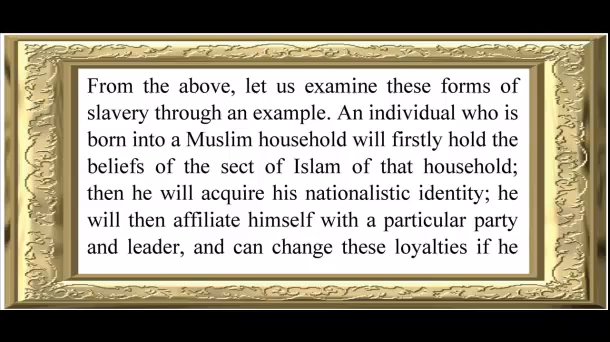 From the above, let us examine these forms of
slavery through an example. An individual who is
born into a Muslim household will firstly hold the
beliefs of the sect of Islam of that household;
then he will acquire his nationalistic identity; he
will then affiliate himself with a particular party
and leader, and can change these loyalties if he